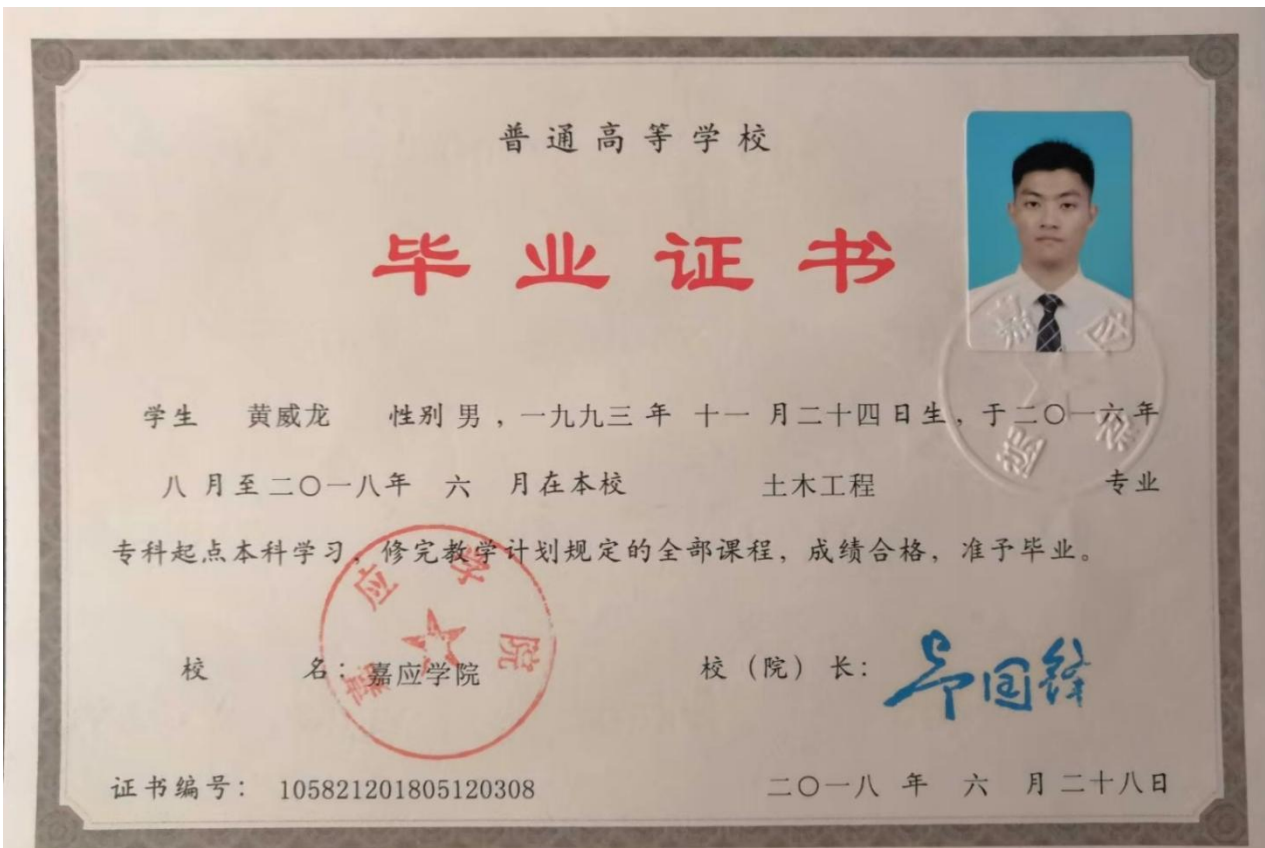 普通高等学校
毕业证书
学生 黄威龙 性别 男，一九九三 年 十一 月二十四日生，于二〇一六年
八 月至二〇一八年 六 月在本校 土木工程 专业
专科起点本科学习，修完教学计划规定的全部课程，成绩合格，准予毕业。
校 名：嘉应学院 校（院）长：
嘉应学院
证书编号： 105821201805120308 二〇一八 年 六 月二十八日